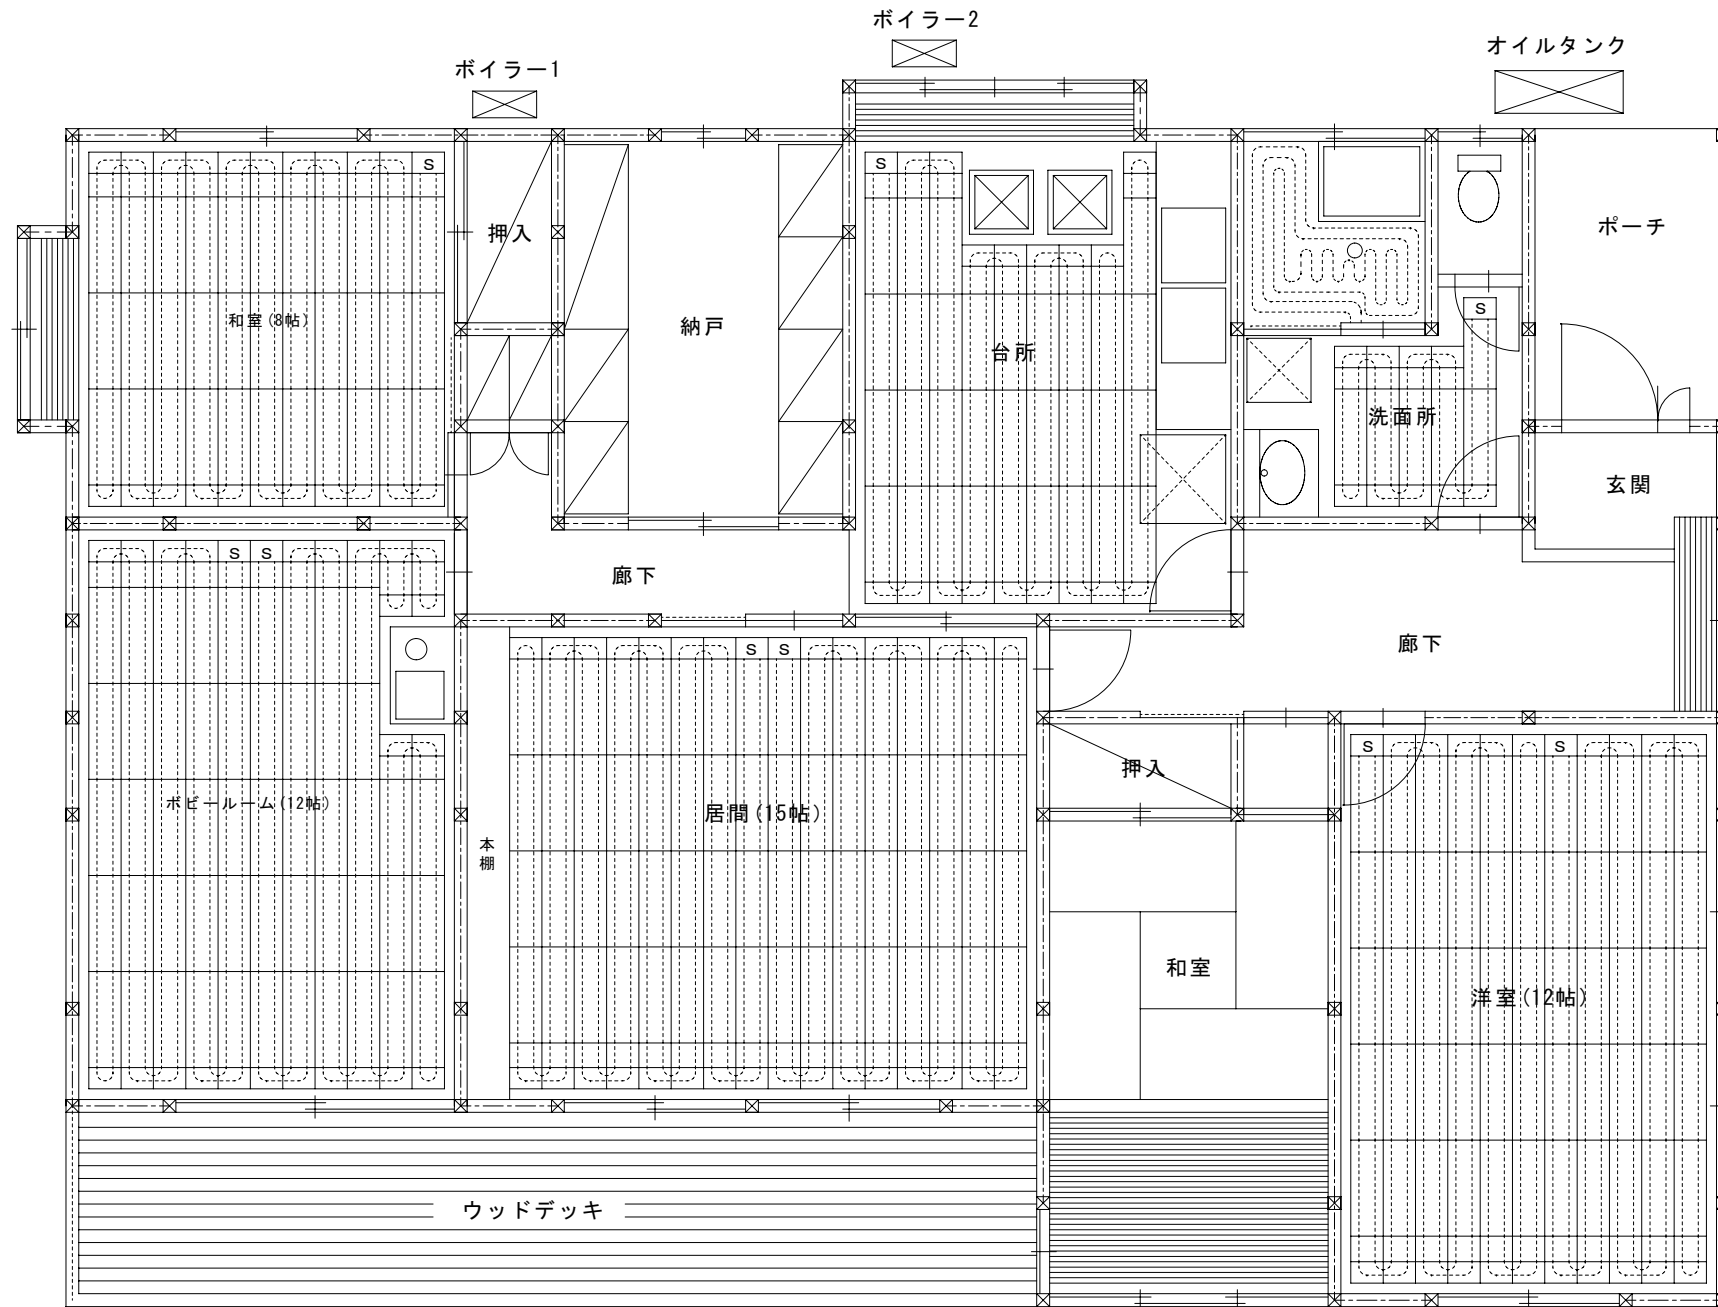 ボイラー2
オイルタンク
ボイラー1
S
S
押入
ポーチ
和室(8帖)
納戸
S
台所
洗面所
玄関
S S
廊下
廊下
S S
S S
押入
ボビールーム(12帖)
居間(15帖)
本棚
和室
洋室(12帖)
ウッドデッキ